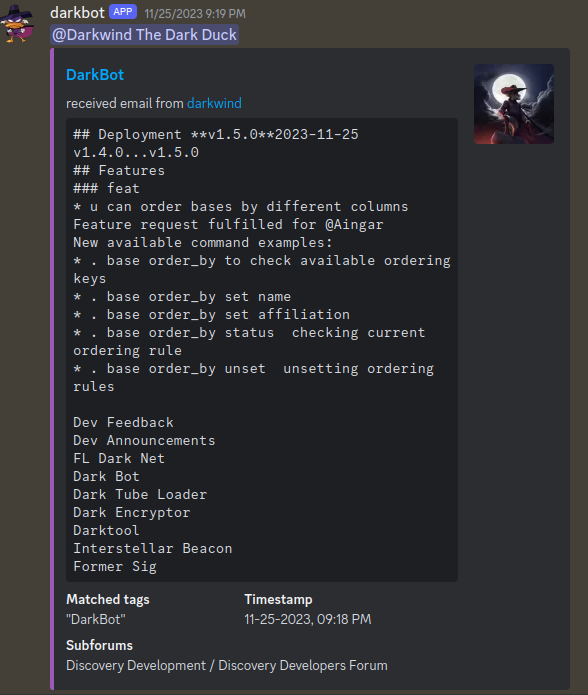 darkbot APP 11/25/2023 9:19 PM
@Darkwind The Dark Duck
DarkBot
received email from darkwind
## Deployment **v1.5.0**2023-11-25
v1.4.0...v1.5.0
## Features
### feat
* u can order bases by different columns
Feature request fulfilled for @Aingar
New available command examples:
* . base order_by to check available ordering
keys
* . base order_by set name
* . base order_by set affiliation
* . base order_by status  checking current
ordering rule
* . base order_by unset  unsetting ordering
rules
Dev Feedback
Dev Announcements
FL Dark Net
Dark Bot
Dark Tube Loader
Dark Encryptor
Darktool
Interstellar Beacon
Former Sig
Matched tags
"DarkBot"
Timestamp
11-25-2023, 09:18 PM
Subforums
Discovery Development / Discovery Developers Forum